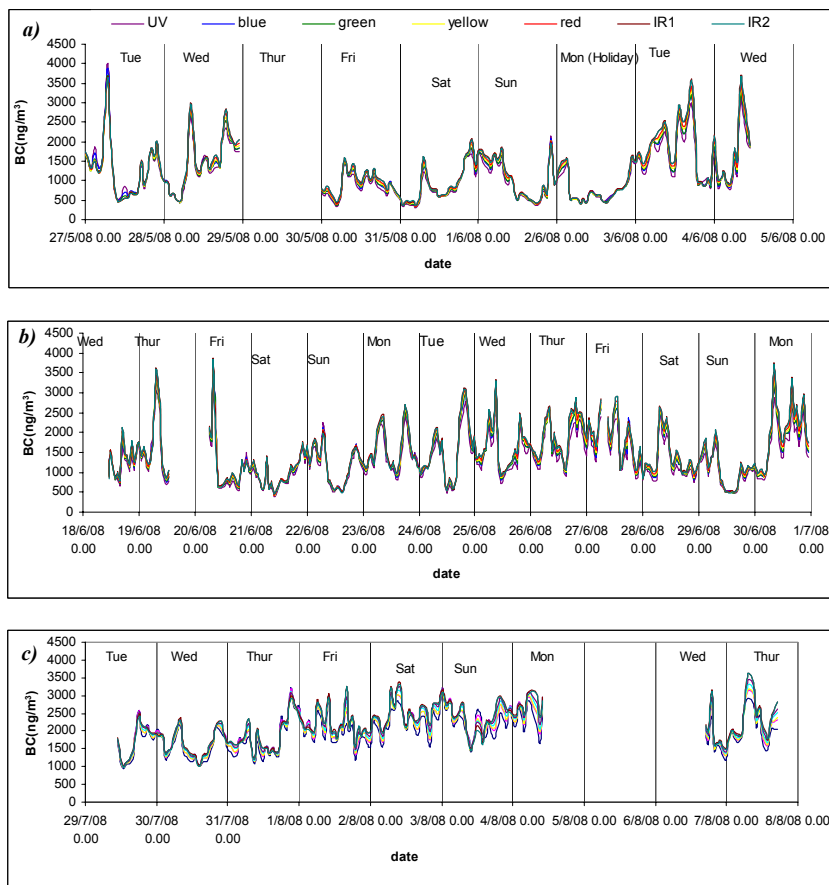 UV blue green yellow red IR1 IR2
a)
4500
4000
3500
3000
2500
2000
1500
1000
500
0
BC(ng/m³)
Tue Wed Thur Fri Sat Sun Mon (Holiday) Tue Wed
27/5/08 0.00 28/5/08 0.00 29/5/08 0.00 30/5/08 0.00 31/5/08 0.00 1/6/08 0.00 2/6/08 0.00 3/6/08 0.00 4/6/08 0.00 5/6/08 0.00
date
b)
4500
4000
3500
3000
2500
2000
1500
1000
500
0
BC(ng/m³)
Wed Thur Fri Sat Sun Mon Tue Wed Thur Fri Sat Sun Mon
18/6/08 19/6/08 20/6/08 21/6/08 22/6/08 23/6/08 24/6/08 25/6/08 26/6/08 27/6/08 28/6/08 29/6/08 30/6/08 1/7/08
0.00 0.00 0.00 0.00 0.00 0.00 0.00 0.00 0.00 0.00 0.00 0.00 0.00 0.00
date
c)
4500
4000
3500
3000
2500
2000
1500
1000
500
0
BC(ng/m³)
Tue Wed Thur Fri Sat Sun Mon Wed Thur
29/7/08 30/7/08 31/7/08 1/8/08 0.00 2/8/08 0.00 3/8/08 0.00 4/8/08 0.00 5/8/08 0.00 6/8/08 0.00 7/8/08 0.00 8/8/08 0.00
0.00 0.00 0.00
date